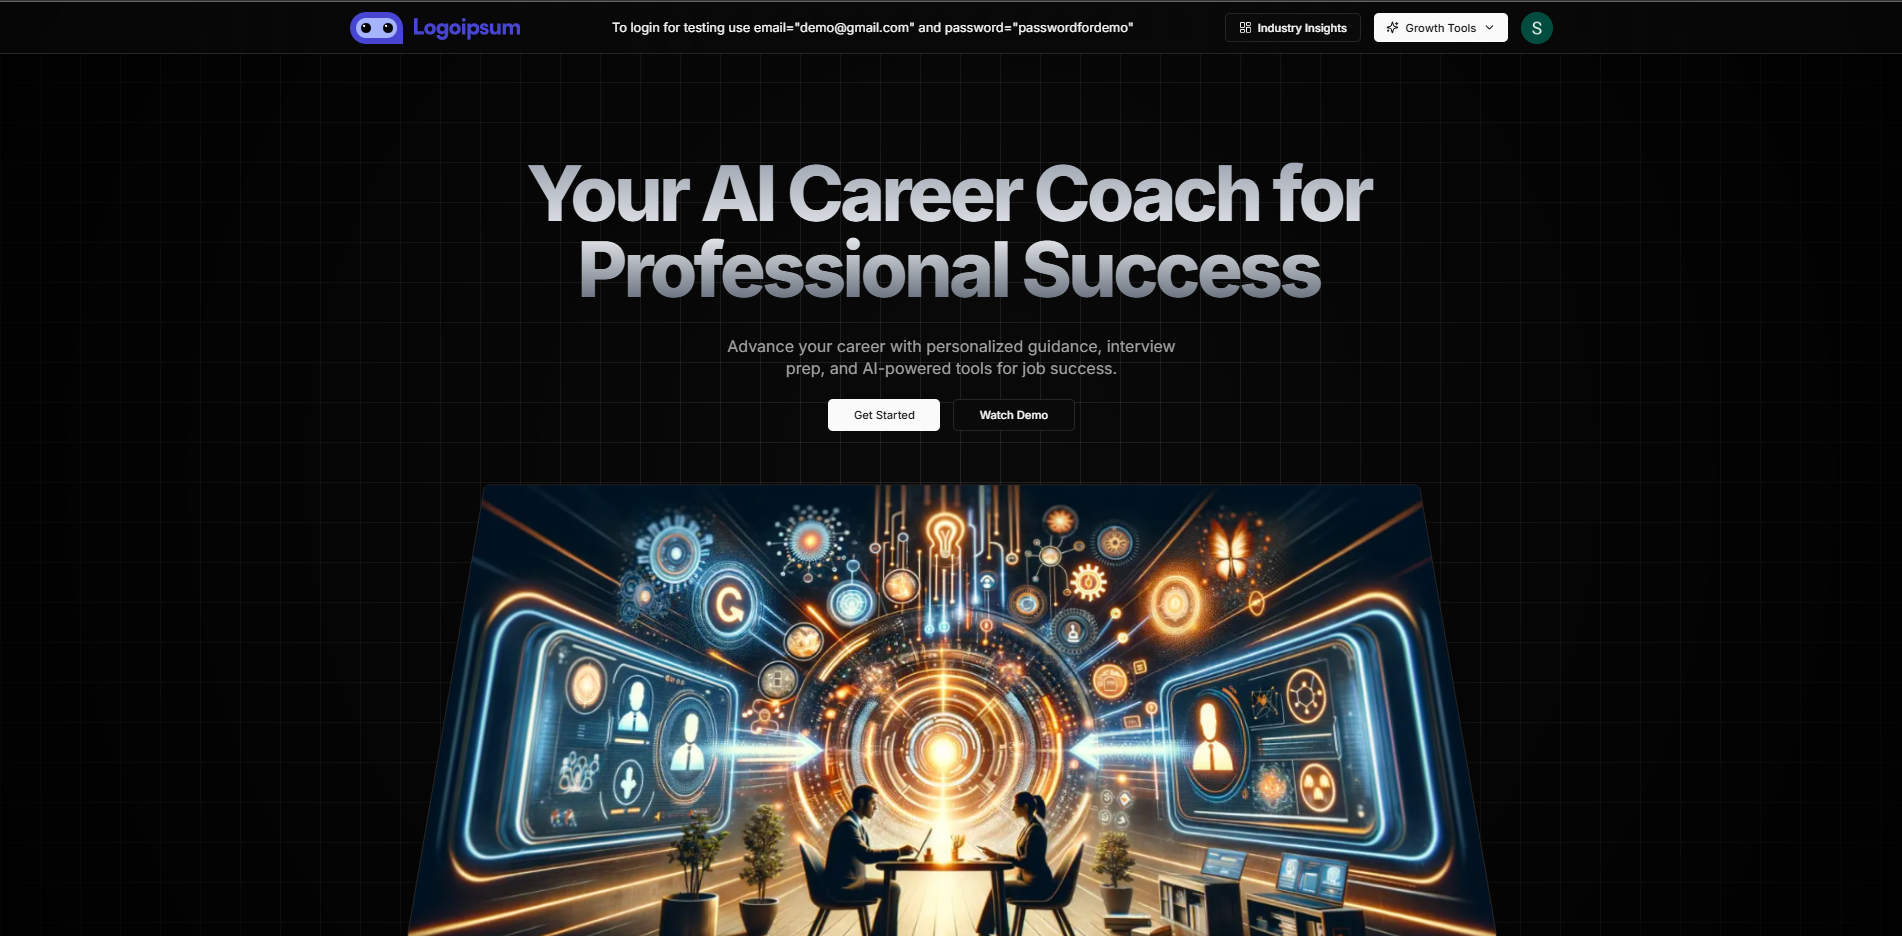 Logoipsum
To login for testing use email="demo@gmail.com" and password="passwordfordemo"
Industry Insights
Growth Tools
S
Your AI Career Coach for
Professional Success
Advance your career with personalized guidance, interview
prep, and AI-powered tools for job success.
Get Started
Watch Demo